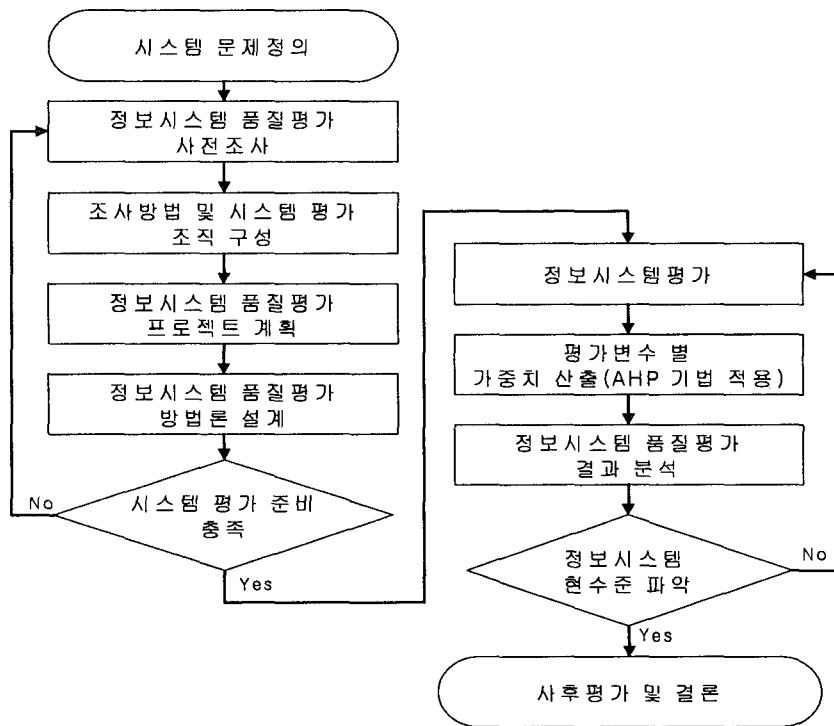 시스템 문제정의
정보시스템 품질평가
사전조사
조사방법 및 시스템 평가
조직 구성
정보시스템 품질평가
프로젝트 계획
정보시스템 품질평가
방법론 설계
시스템 평가 준비
충족
No
Yes
정보시스템평가
평가변수 별
가중치 산출(AHP 기법 적용)
정보시스템 품질평가
결과 분석
정보시스템
현수준 파악
No
Yes
사후평가 및 결론